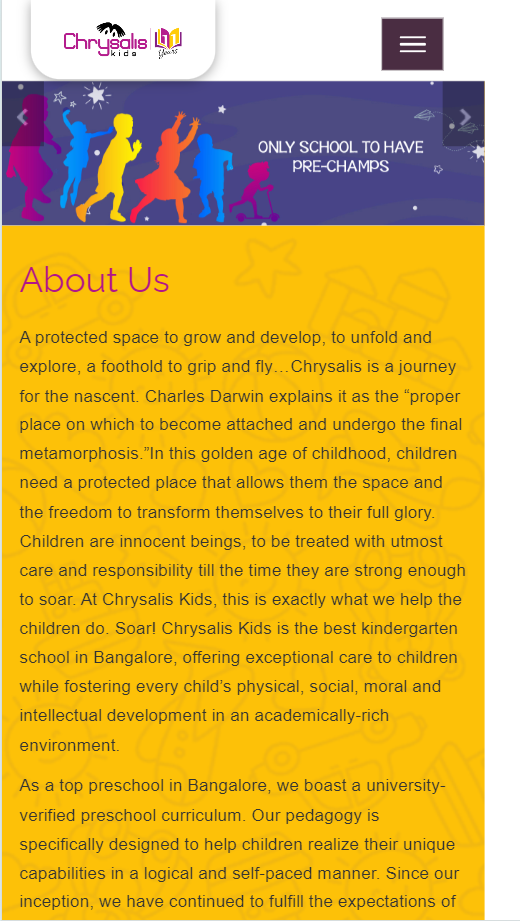 Chrysalis
kids
11
Years
ONLY SCHOOL TO HAVE
PRE-CHAMPS
About Us
A protected space to grow and develop, to unfold and
explore, a foothold to grip and fly…Chrysalis is a journey
for the nascent. Charles Darwin explains it as the “proper
place on which to become attached and undergo the final
metamorphosis.”In this golden age of childhood, children
need a protected place that allows them the space and
the freedom to transform themselves to their full glory.
Children are innocent beings, to be treated with utmost
care and responsibility till the time they are strong enough
to soar. At Chrysalis Kids, this is exactly what we help the
children do. Soar! Chrysalis Kids is the best kindergarten
school in Bangalore, offering exceptional care to children
while fostering every child’s physical, social, moral and
intellectual development in an academically-rich
environment.
As a top preschool in Bangalore, we boast a university-
verified preschool curriculum. Our pedagogy is
specifically designed to help children realize their unique
capabilities in a logical and self-paced manner. Since our
inception, we have continued to fulfill the expectations of